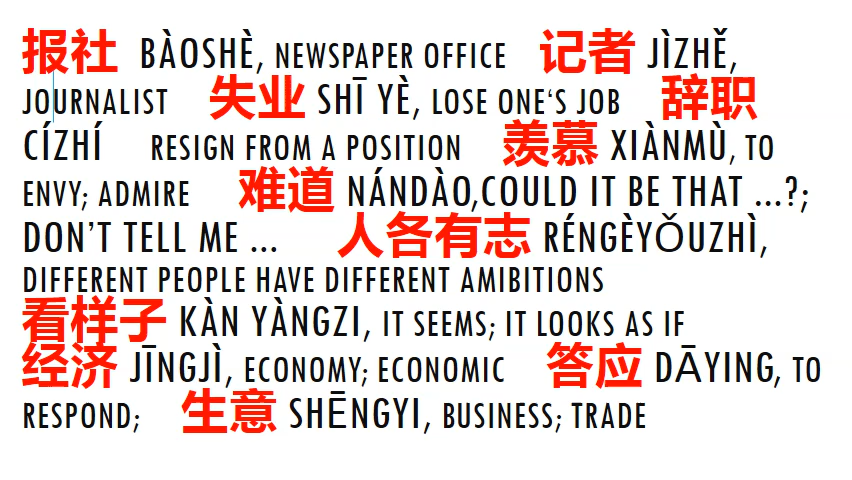 报社 BÀOSHÈ, NEWSPAPER OFFICE 记者 JÌZHĚ,
JOURNALIST 失业 SHĪ YÈ, LOSE ONE‘S JOB 辞职
CÍZHÍ RESIGN FROM A POSITION 羡慕 XIÀNMÙ, TO
ENVY; ADMIRE 难道 NÁNDÀO,COULD IT BE THAT ...?;
DON’T TELL ME ... 人各有志 RÉNGÈYǑUZHÌ,
DIFFERENT PEOPLE HAVE DIFFERENT AMIBITIONS
看样子 KÀN YÀNGZI, IT SEEMS; IT LOOKS AS IF
经济 JĪNGJÌ, ECONOMY; ECONOMIC 答应 DĀYING, TO
RESPOND; 生意 SHĒNGYI, BUSINESS; TRADE